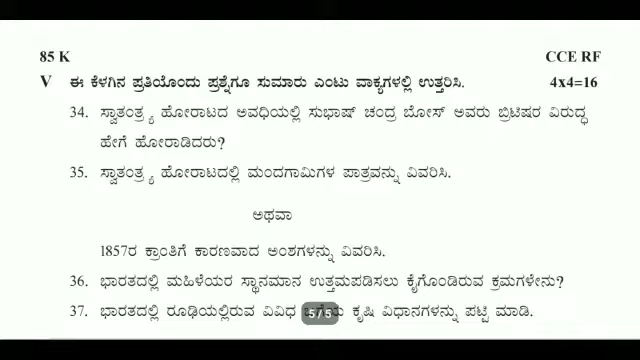 85 K CCE RF
V ಈ ಕೆಳಗಿನ ಪ್ರತಿಯೊಂದು ಪ್ರಶ್ನೆಗೂ ಸುಮಾರು ಎಂಟು ವಾಕ್ಯಗಳಲ್ಲಿ ಉತ್ತರಿಸಿ. 4x4=16
34. ಸ್ವಾತಂತ್ರ್ಯ ಹೋರಾಟದ ಅವಧಿಯಲ್ಲಿ ಸುಭಾಷ್ ಚಂದ್ರ ಬೋಸ್ ಅವರು ಬ್ರಿಟಿಷರ ವಿರುದ್ಧ
ಹೇಗೆ ಹೋರಾಡಿದರು?
35. ಸ್ವಾತಂತ್ರ್ಯ ಹೋರಾಟದಲ್ಲಿ ಮಂದಗಾಮಿಗಳ ಪಾತ್ರವನ್ನು ವಿವರಿಸಿ.
ಅಥವಾ
1857ರ ಕ್ರಾಂತಿಗೆ ಕಾರಣವಾದ ಅಂಶಗಳನ್ನು ವಿವರಿಸಿ.
36. ಭಾರತದಲ್ಲಿ ಮಹಿಳೆಯರ ಸ್ಥಾನಮಾನ ಉತ್ತಮಪಡಿಸಲು ಕೈಗೊಂಡಿರುವ ಕ್ರಮಗಳೇನು?
37. ಭಾರತದಲ್ಲಿ ರೂಢಿಯಲ್ಲಿರುವ ವಿವಿಧ ಕೃಷಿ ವಿಧಾನಗಳನ್ನು ಪಟ್ಟಿ ಮಾಡಿ.
5/5